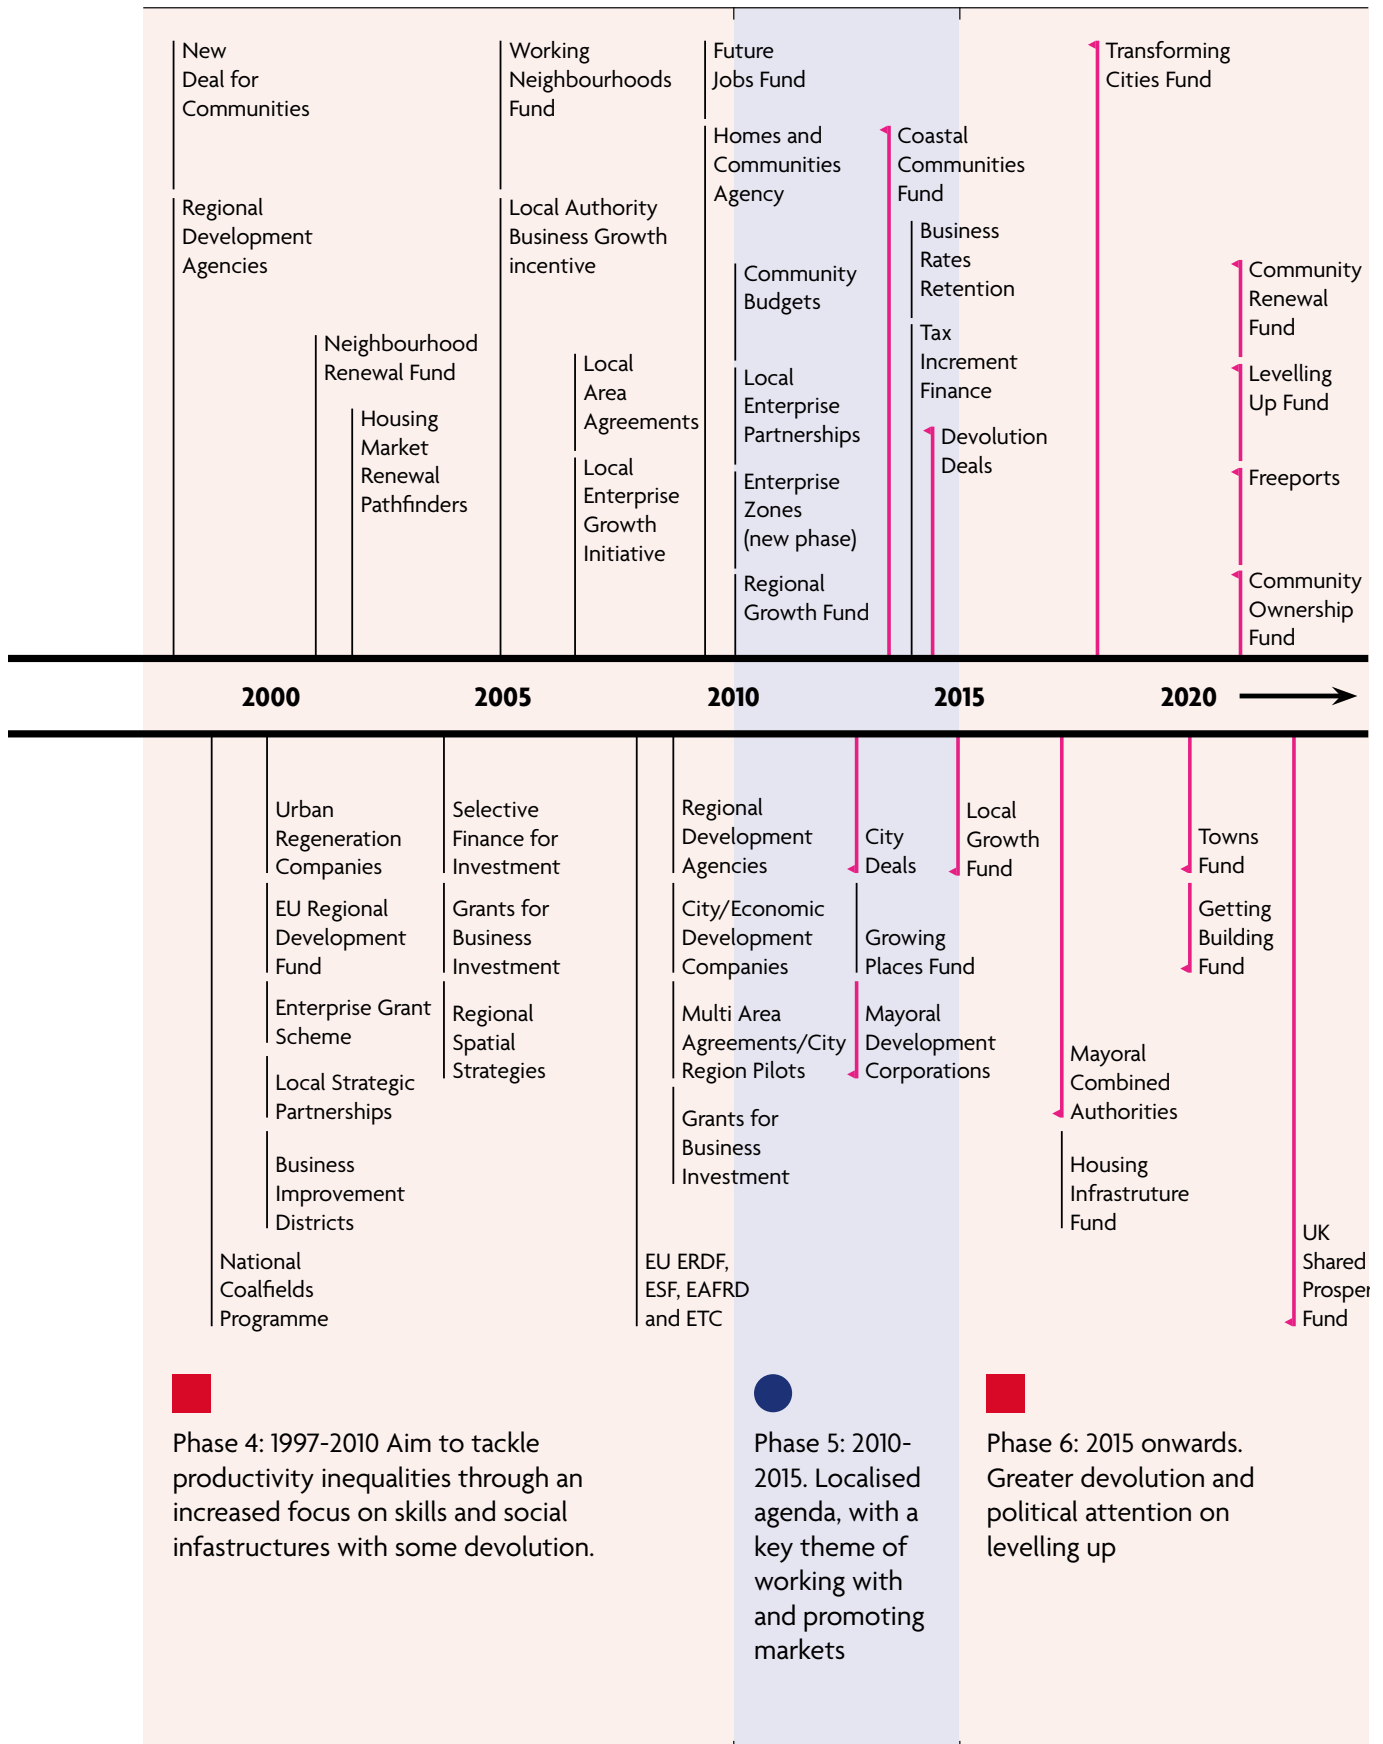 New
Deal for
Communities
Regional
Development
Agencies
Neighbourhood
Renewal Fund
Housing
Market
Renewal
Pathfinders
Working
Neighbourhoods
Fund
Local Authority
Business Growth
incentive
Local
Area
Agreements
Local
Enterprise
Growth
Initiative
Future
Jobs Fund
Homes and
Communities
Agency
Community
Budgets
Local
Enterprise
Partnerships
Enterprise
Zones
(new phase)
Regional
Growth Fund
Coastal
Communities
Fund
Business
Rates
Retention
Tax
Increment
Finance
Devolution
Deals
Transforming
Cities Fund
Community
Renewal
Fund
Levelling
Up Fund
Freeports
Community
Ownership
Fund
2000 2005 2010 2015 2020
Urban
Regeneration
Companies
EU Regional
Development
Fund
Enterprise Grant
Scheme
Local Strategic
Partnerships
Business
Improvement
Districts
National
Coalfields
Programme
Selective
Finance for
Investment
Grants for
Business
Investment
Regional
Spatial
Strategies
Regional
Development
Agencies
City/Economic
Development
Companies
Multi Area
Agreements/City
Region Pilots
Grants for
Business
Investment
EU ERDF,
ESF, EAFRD
and ETC
City
Deals
Growing
Places Fund
Mayoral
Development
Corporations
Local
Growth
Fund
Mayoral
Combined
Authorities
Housing
Infrastruture
Fund
Towns
Fund
Getting
Building
Fund
UK
Shared
Prosper
Fund
Phase 4: 1997-2010 Aim to tackle
productivity inequalities through an
increased focus on skills and social
infastructures with some devolution.
Phase 5: 2010-
2015. Localised
agenda, with a
key theme of
working with
and promoting
markets
Phase 6: 2015 onwards.
Greater devolution and
political attention on
levelling up